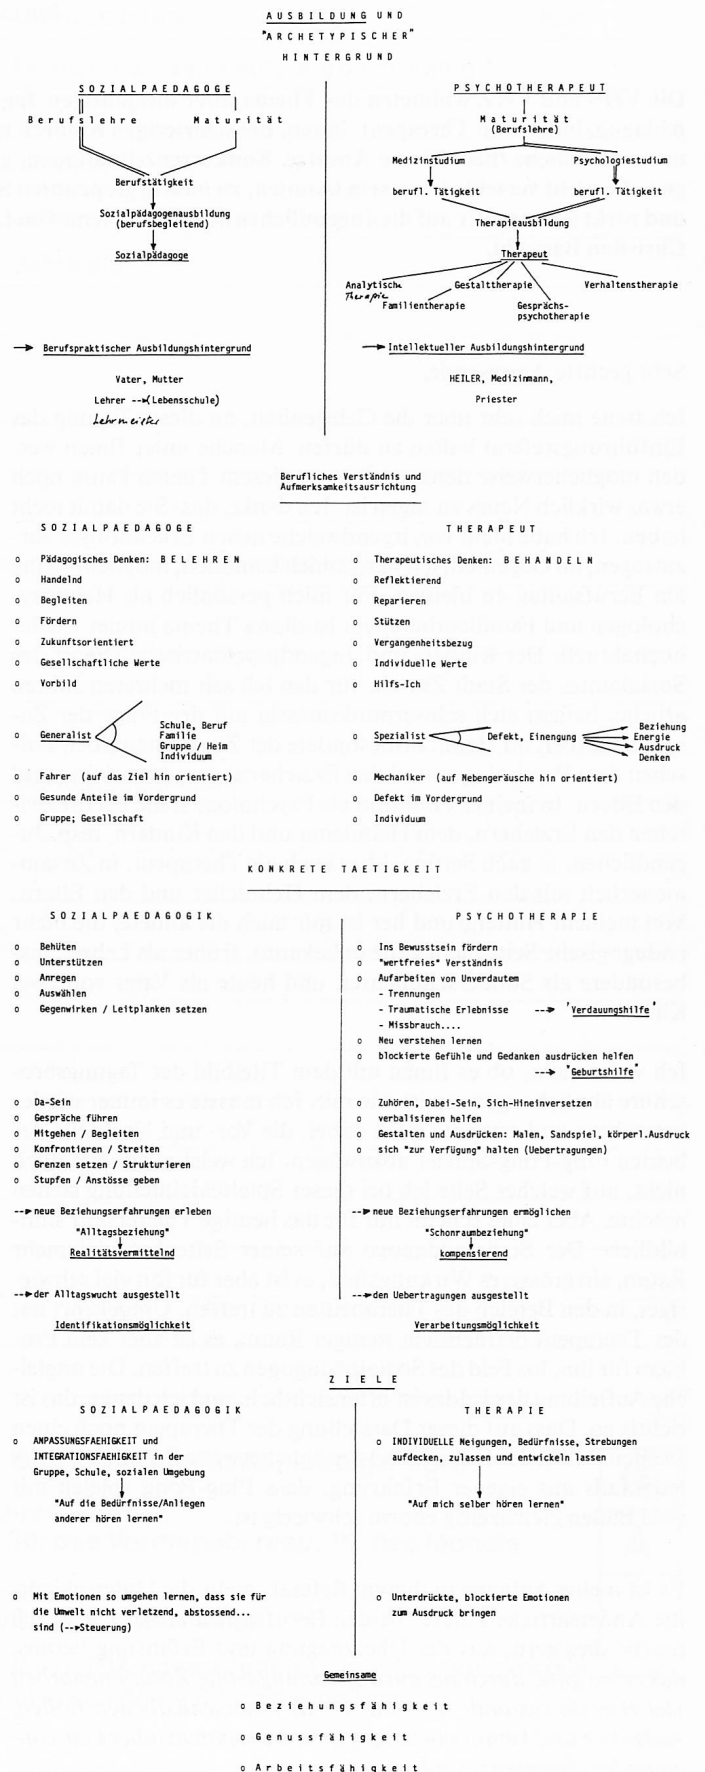 AUSBILDUNG UND
"ARCHETYPISCHER"
HINTERGRUND
SOZIALPAEDAGOGE
Berufslehre Maturität
Berufstätigkeit
Sozialpädagogenausbildung
(berufsbegleitend)
Sozialpädagoge
PSYCHOTHERAPEUT
Maturität
(Berufslehre)
Medizinstudium Psychologiestudium
berufl. Tätigkeit berufl. Tätigkeit
Therapieausbildung
Therapeut
Analytische Gestalttherapie Verhaltenstherapie
Therapie
Familientherapie Gesprächs-
psychotherapie
→ Berufspraktischer Ausbildungshintergrund
Vater, Mutter
Lehrer --→(Lebensschule)
Lehrmeister
→ Intellektueller Ausbildungshintergrund
HEILER, Medizinmann,
Priester
Berufliches Verständnis und
Aufmerksamkeitsausrichtung
SOZIALPAEDAGOGE
o Pädagogisches Denken: BELEHREN
o Handelnd
o Begleiten
o Fördern
o Zukunftsorientiert
o Gesellschaftliche Werte
o Vorbild
o Generalist
Schule, Beruf
Familie
Gruppe / Heim
Individuum
o Fahrer (auf das Ziel hin orientiert)
o Gesunde Anteile im Vordergrund
o Gruppe; Gesellschaft
THERAPEUT
o Therapeutisches Denken: BEHANDELN
o Reflektierend
o Reparieren
o Stützen
o Vergangenheitsbezug
o Individuelle Werte
o Hilfs-Ich
o Spezialist Defekt, Einengung
Beziehung
Energie
Ausdruck
Denken
o Mechaniker (auf Nebengeräusche hin orientiert)
o Defekt im Vordergrund
o Individuum
KONKRETE TAETIGKEIT
SOZIALPAEDAGOGIK
o Behüten
o Unterstützen
o Anregen
o Auswählen
o Gegenwirken / Leitplanken setzen
o Da-Sein
o Gespräche führen
o Mitgehen / Begleiten
o Konfrontieren / Streiten
o Grenzen setzen / Strukturieren
o Stupfen / Anstösse geben
--→ neue Beziehungserfahrungen erleben
"Alltagsbeziehung"
Realitätsvermittelnd
--→ der Alltagswucht ausgestellt
Identifikationsmöglichkeit
PSYCHOTHERAPIE
o Ins Bewusstsein fördern
o "wertfreies" Verständnis
o Aufarbeiten von Unverdautem
- Trennungen
- Traumatische Erlebnisse --→ 'Verdauungshilfe'
- Missbrauch....
o Neu verstehen lernen
o blockierte Gefühle und Gedanken ausdrücken helfen
--→ "Geburtshilfe"
o Zuhören, Dabei-Sein, Sich-Hineinversetzen
o verbalisieren helfen
o Gestalten und Ausdrücken: Malen, Sandspiel, körperl.Ausdruck
o sich "zur Verfügung" halten (Uebertragungen)
--→ neue Beziehungserfahrungen ermöglichen
"Schonraumbeziehung"
kompensierend
--→ den Uebertragungen ausgestellt
Verarbeitungsmöglichkeit
ZIELE
SOZIALPAEDAGOGIK
o ANPASSUNGSFAEHIGKEIT und
INTEGRATIONSFAEHIGKEIT in der
Gruppe, Schule, sozialen Umgebung
"Auf die Bedürfnisse/Anliegen
anderer hören lernen"
o Mit Emotionen so umgehen lernen, dass sie für
die Umwelt nicht verletzend, abstossend...
sind (--→Steuerung)
THERAPIE
o INDIVIDUELLE Neigungen, Bedürfnisse, Strebungen
aufdecken, zulassen und entwickeln lassen
"Auf mich selber hören lernen"
o Unterdrückte, blockierte Emotionen
zum Ausdruck bringen
Gemeinsame
o Beziehungsfähigkeit
o Genussfähigkeit
o Arbeitsfähigkeit